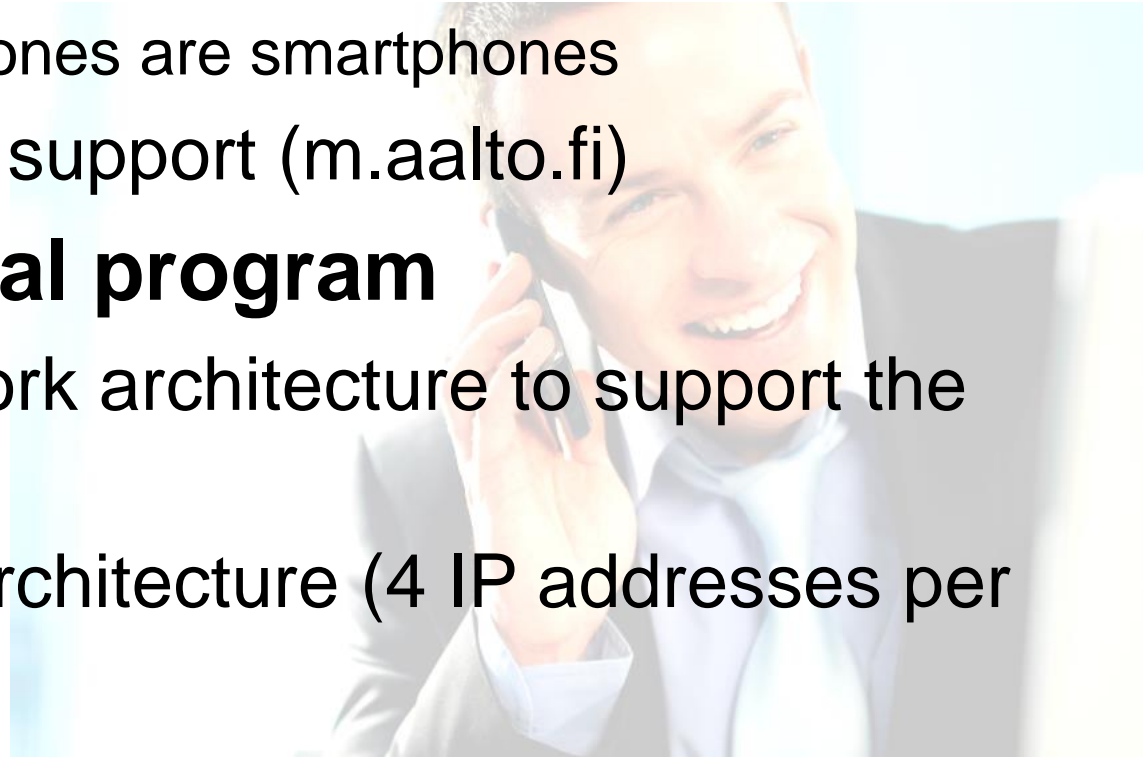 ones are smartphones
support (m.aalto.fi)
al program
ork architecture to support the
rchitecture (4 IP addresses per